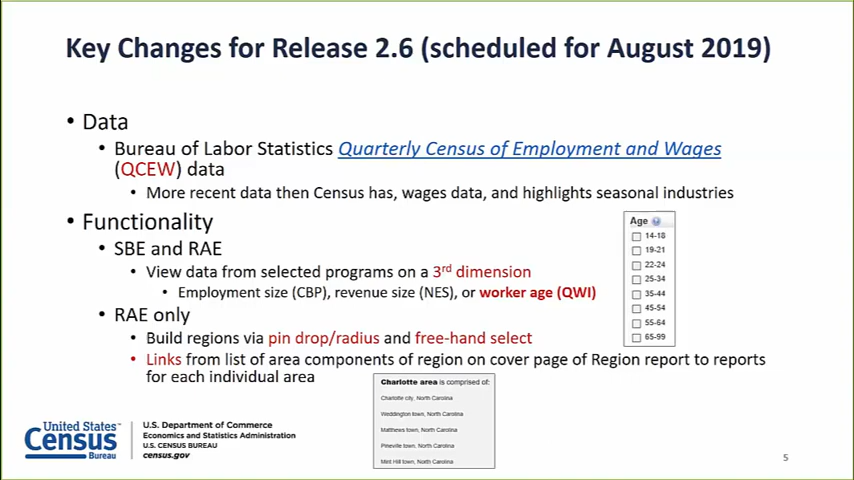 Key Changes for Release 2.6 (scheduled for August 2019)
• Data
• Bureau of Labor Statistics Quarterly Census of Employment and Wages
(QCEW) data
• More recent data then Census has, wages data, and highlights seasonal industries
• Functionality
• SBE and RAE
• View data from selected programs on a 3rd dimension
• Employment size (CBP), revenue size (NES), or worker age (QWI)
• RAE only
• Build regions via pin drop/radius and free-hand select
• Links from list of area components of region on cover page of Region report to reports
for each individual area
Age
14-18
19-21
22-24
25-34
35-44
45-54
55-64
65-99
Charlotte area is comprised of:
Charlotte city, North Carolina
Weddington town, North Carolina
Matthews town, North Carolina
Pineville town, North Carolina
Mint Hill town, North Carolina
United States™
Census
Bureau
U.S. Department of Commerce
Economics and Statistics Administration
U.S. CENSUS BUREAU
census.gov
5